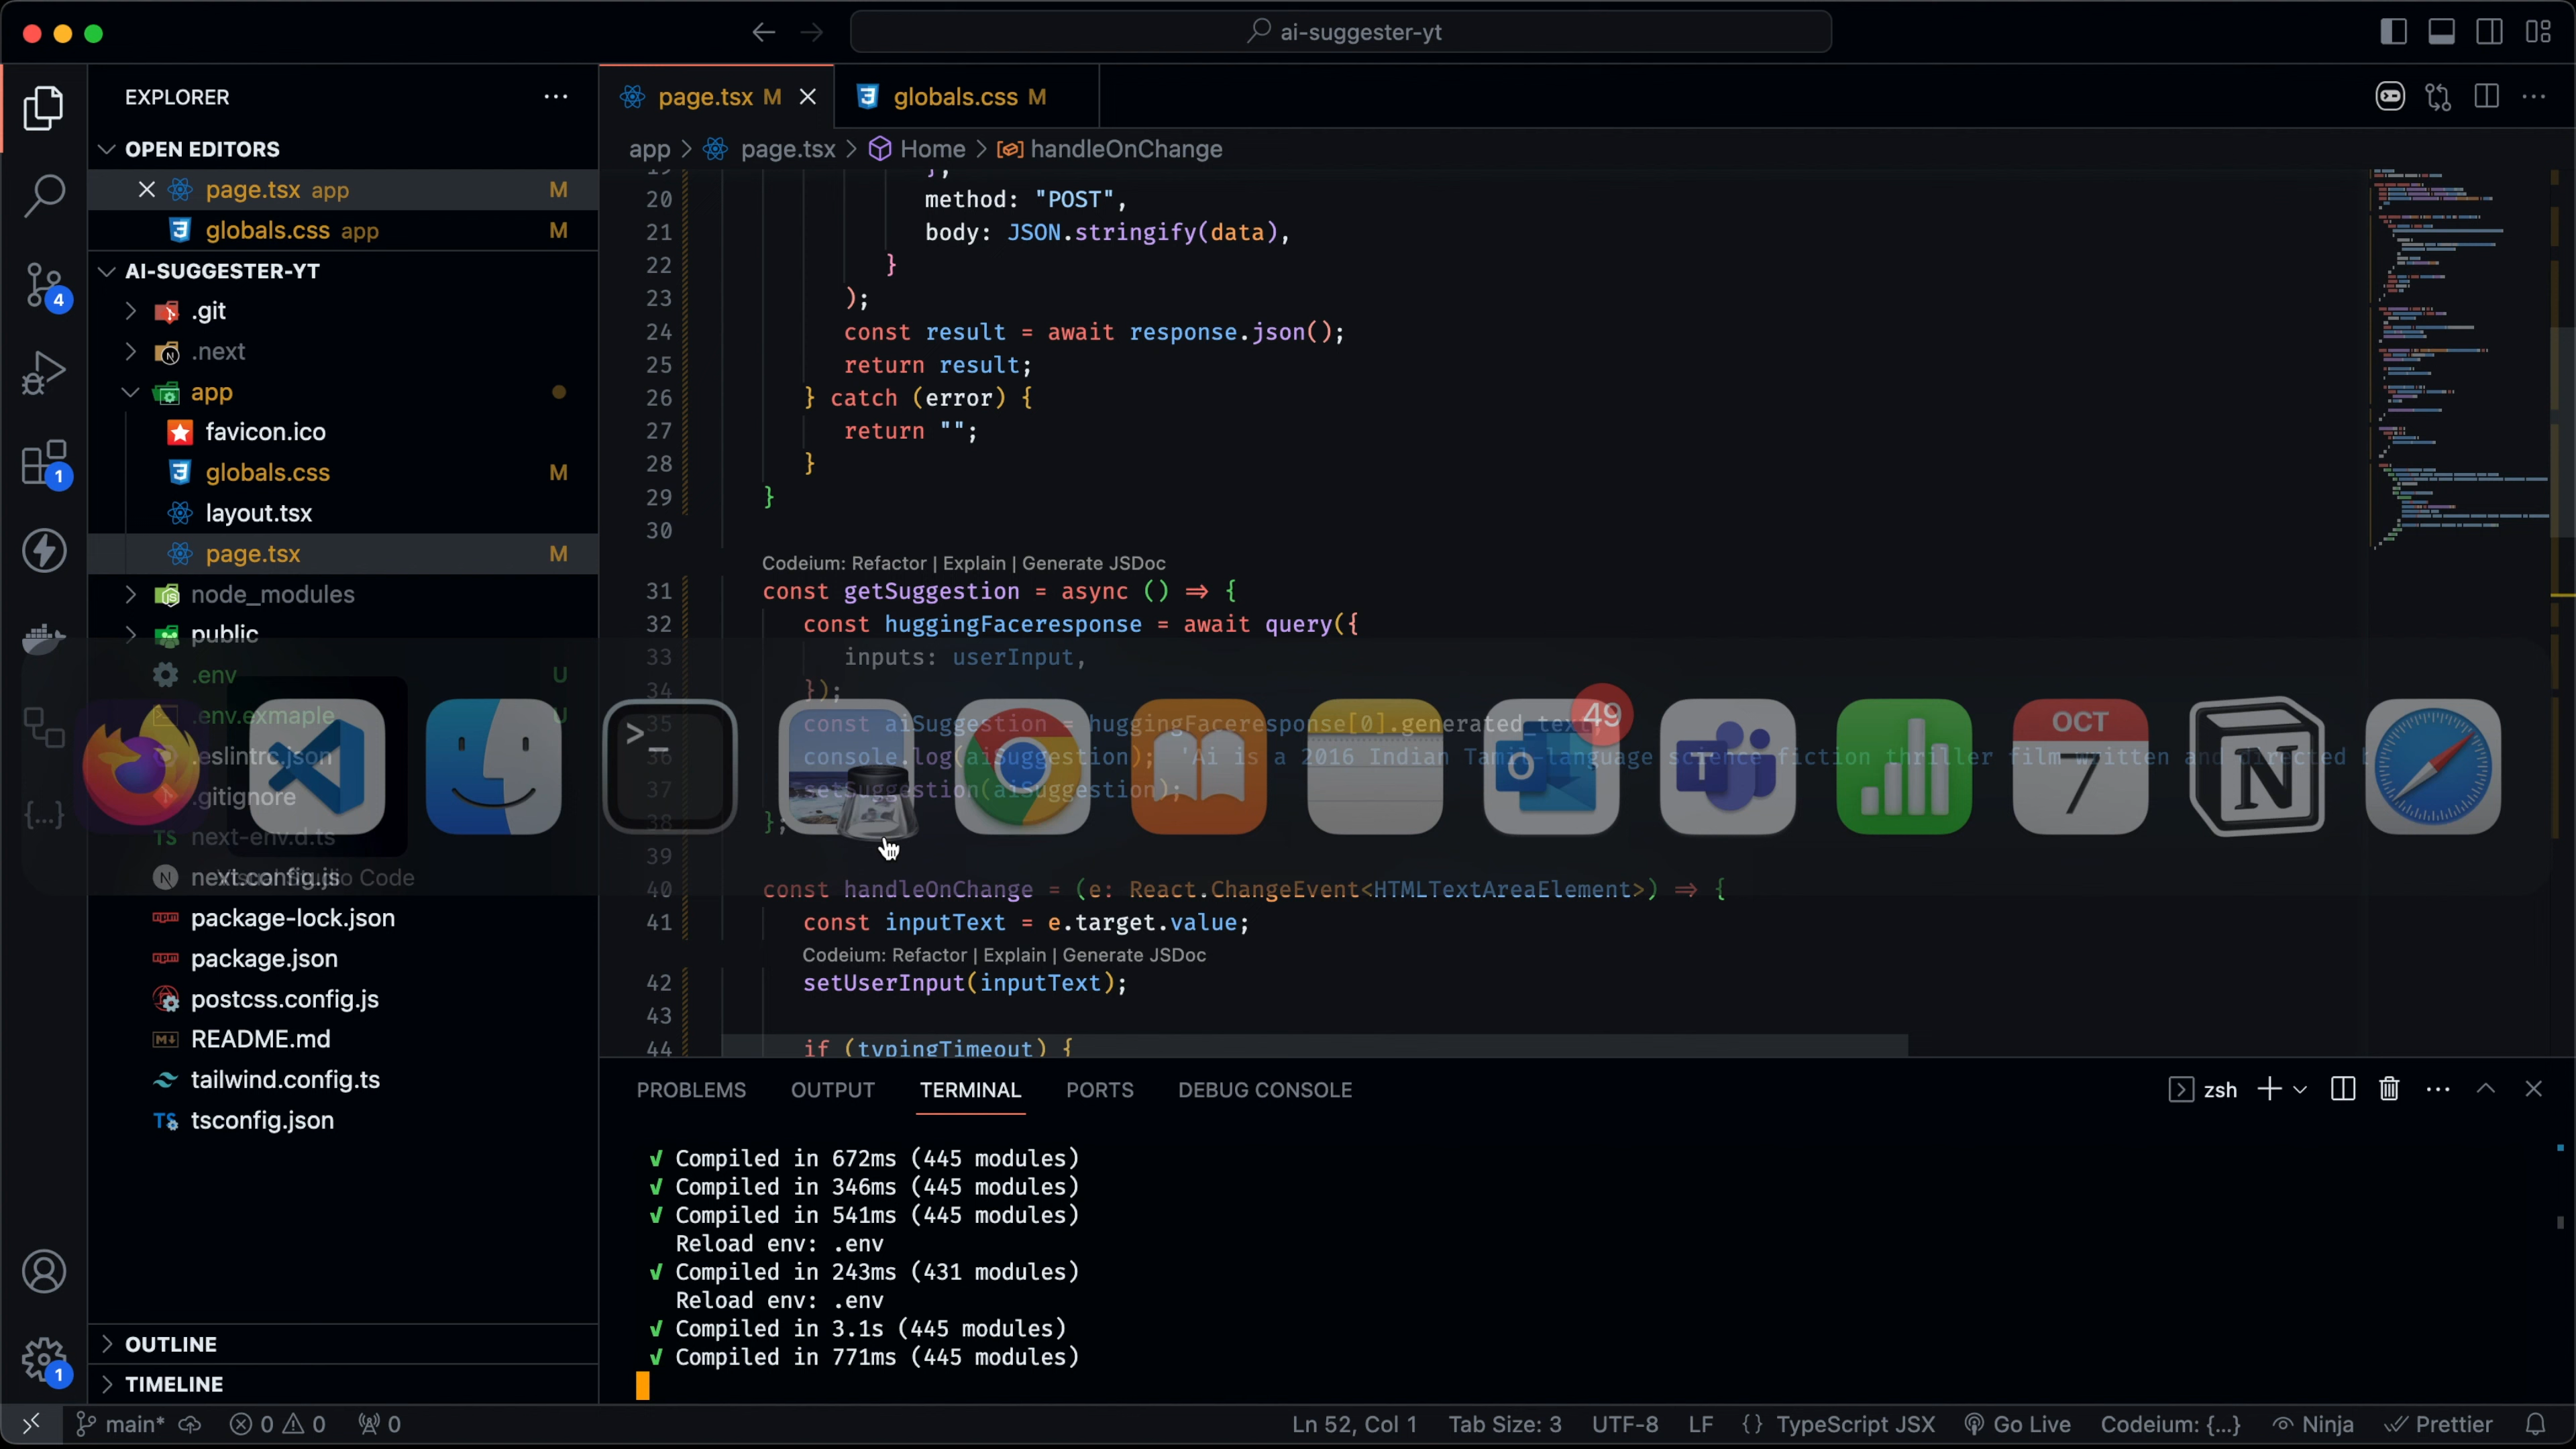 ai-suggester-yt
EXPLORER
OPEN EDITORS
page.tsx app M
globals.css app M
AI-SUGGESTER-YT
.git
.next
app
favicon.ico
globals.css M
layout.tsx
page.tsx M
node_modules
public
.env U
.env.exmaple U
.eslintrc.json
.gitignore
TS next-env.d.ts
next.config.js
Visual Studio Code
package-lock.json
package.json
postcss.config.js
README.md
tailwind.config.ts
TS tsconfig.json
OUTLINE
TIMELINE
4
1
1
page.tsx M
globals.css M
app > page.tsx > Home > handleOnChange
19 },
20 method: "POST",
21 body: JSON.stringify(data),
22 }
23 );
24 const result = await response.json();
25 return result;
26 } catch (error) {
27 return "";
28 }
29 }
30
Codeium: Refactor | Explain | Generate JSDoc
31 const getSuggestion = async () ⇒ {
32 const huggingFaceresponse = await query({
33 inputs: userInput,
34 });
35 const aiSuggestion = huggingFaceresponse[0].generated_text
36 console.log(aiSuggestion); 'Ai is a 2016 Indian Tamil-language science fiction thriller film written and directed b
37 setSuggestion(aiSuggestion);
38 };
39
40 const handleOnChange = (e: React.ChangeEvent<HTMLTextAreaElement>) ⇒ {
41 const inputText = e.target.value;
Codeium: Refactor | Explain | Generate JSDoc
42 setUserInput(inputText);
43
44 if (typingTimeout) {
49
OCT
7
PROBLEMS OUTPUT TERMINAL PORTS DEBUG CONSOLE
zsh
√ Compiled in 672ms (445 modules)
√ Compiled in 346ms (445 modules)
√ Compiled in 541ms (445 modules)
Reload env: .env
√ Compiled in 243ms (431 modules)
Reload env: .env
√ Compiled in 3.1s (445 modules)
√ Compiled in 771ms (445 modules)
main* 0 0 0
Ln 52, Col 1 Tab Size: 3 UTF-8 LF {} TypeScript JSX Go Live Codeium: {...} Ninja Prettier